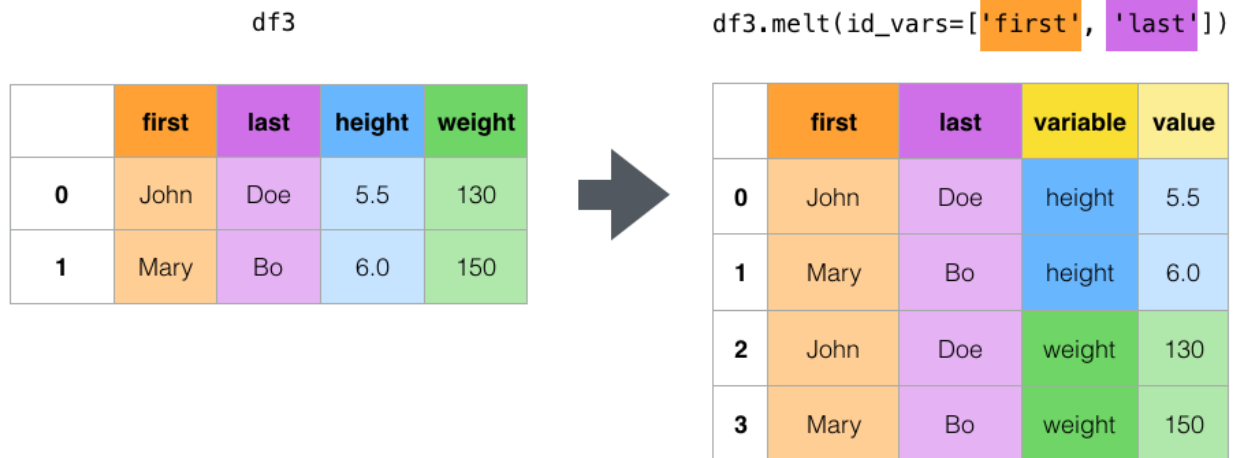 df3
first last height weight
0 John Doe 5.5 130
1 Mary Bo 6.0 150
df3.melt(id_vars=['first', 'last'])
first last variable value
0 John Doe height 5.5
1 Mary Bo height 6.0
2 John Doe weight 130
3 Mary Bo weight 150